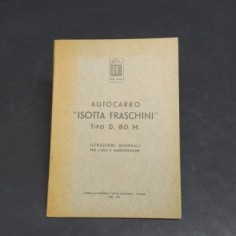 AUTOCARRO
"ISOTTA FRASCHINI"
TIPO D. 80 M.
ISTRUZIONI GENERALI
PER L'USO E MANUTENZIONE